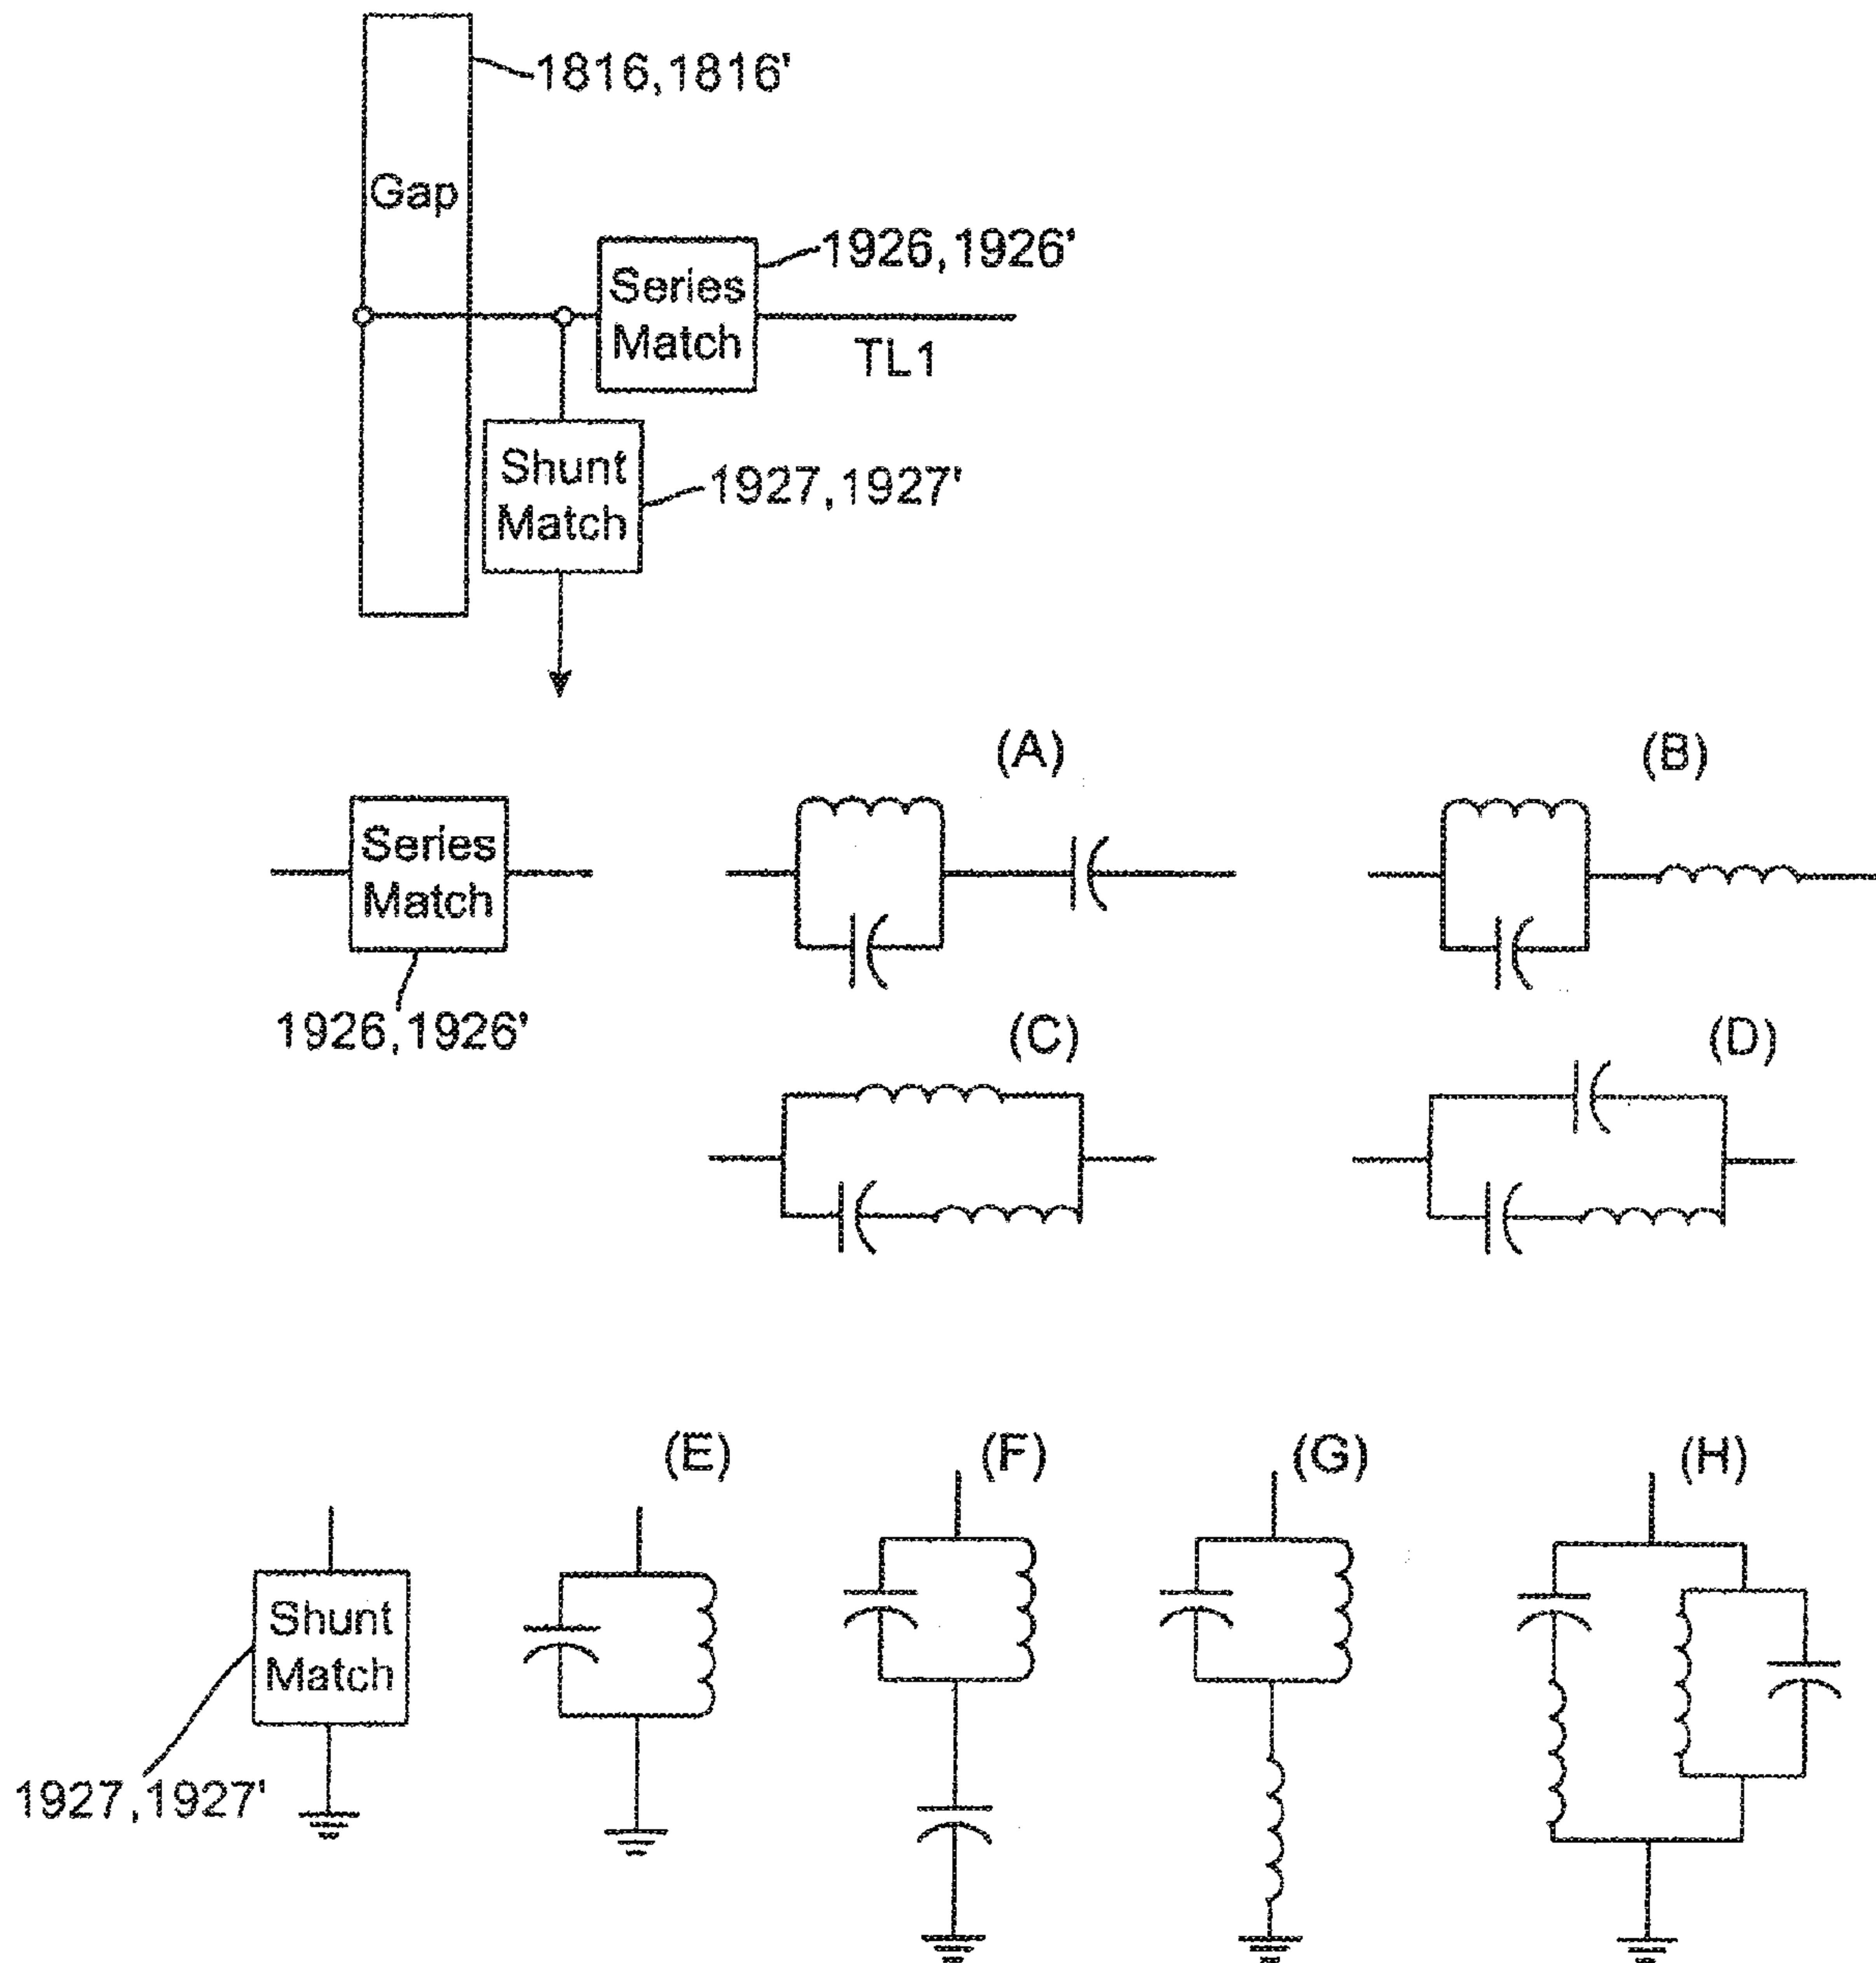 1816,1816'
Gap
1926,1926'
Series
Match
TL1
Shunt
Match
1927,1927'
(A)
(B)
Series
Match
1926,1926'
(C)
(D)
(E)
(F)
(G)
(H)
Shunt
Match
1927,1927'